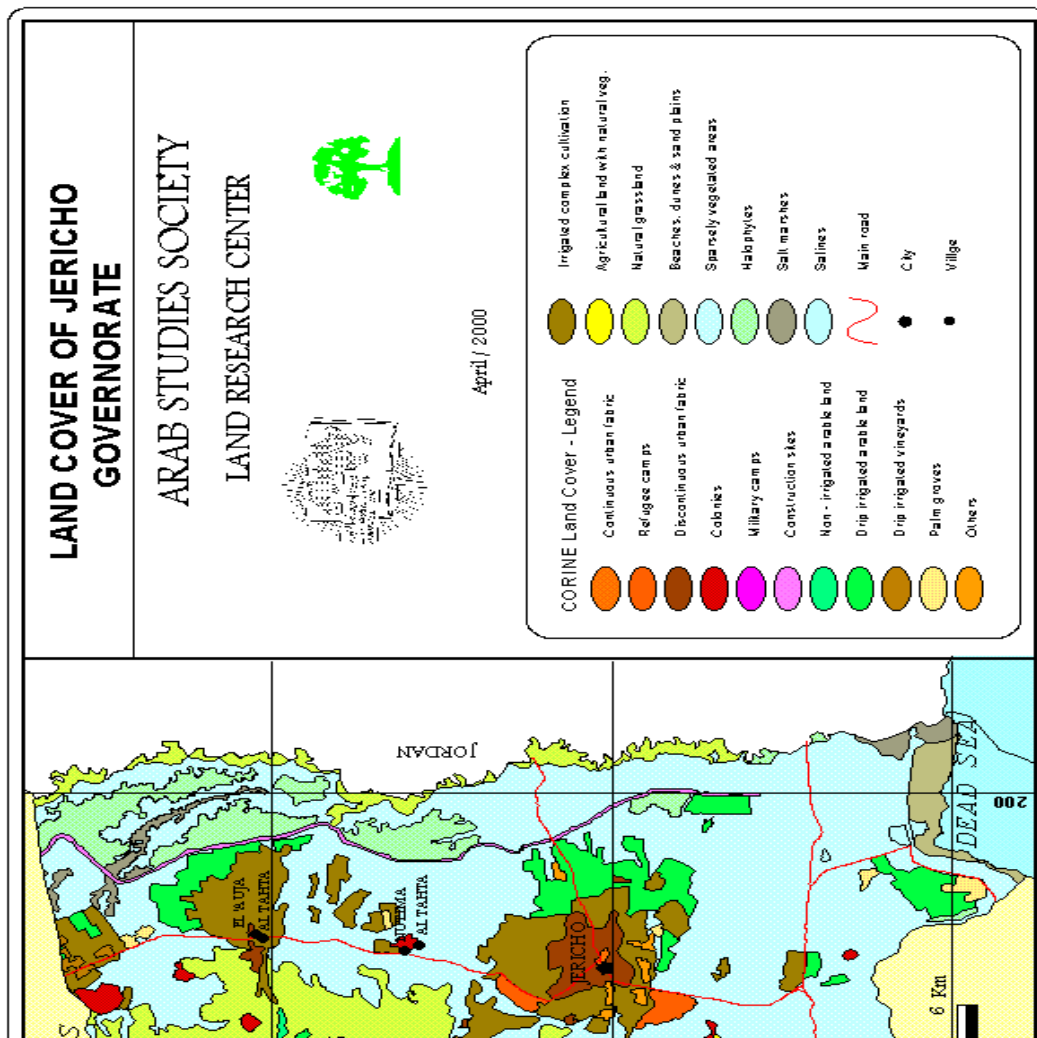 LAND COVER OF JERICHO
GOVERNORATE
ARAB STUDIES SOCIETY
LAND RESEARCH CENTER
April / 2000
CORINE Land Cover - Legend
Continuous urban fabric
Refugee camps
Discontinuous urban fabric
Colonies
Military camps
Construction sites
Non - irrigated arable land
Drip irrigated arable land
Drip irrigated vineyards
Palm groves
Others
Irrigated complex cultivation
Agricultural land with natural veg.
Natural grassland
Beaches, dunes & sand plains
Sparsely vegetated areas
Halophytes
Salt marshes
Salines
Main road
City
Villge
JORDAN
EL 'AUJA
AL TAHTA
AL TAHTA
JERICHO
DEAD SEA
200
6 Km
S